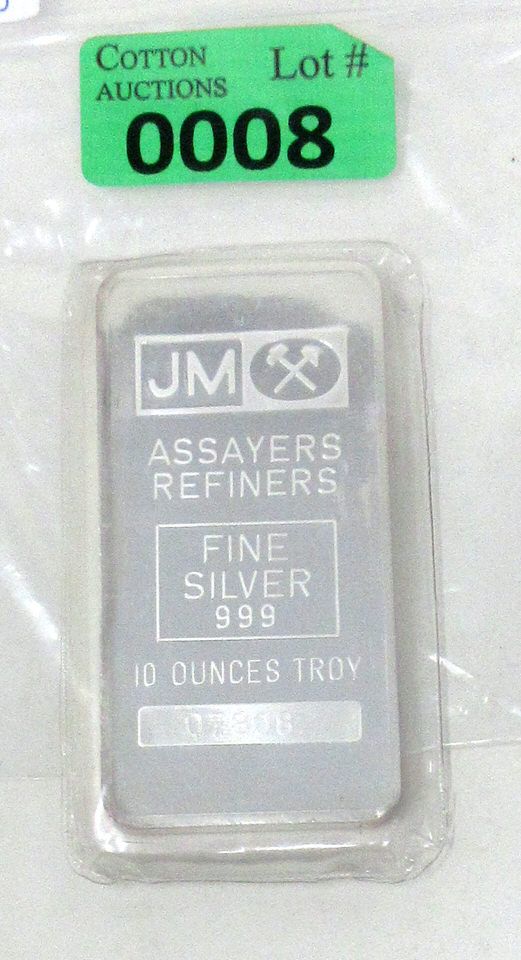 COTTON
AUCTIONS
Lot #
0008
JM
ASSAYERS
REFINERS
FINE
SILVER
999
10 OUNCES TROY